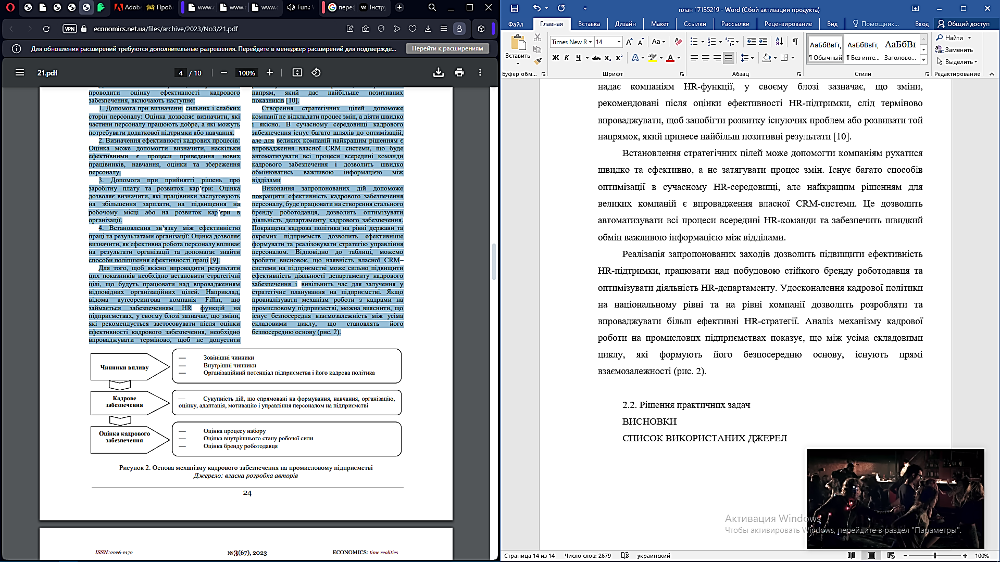 Adob
Проб
www.
www.
www.
Fun.:
пере
Інстру
VPN
economics.net.ua/files/archive/2023/No3/21.pdf
Для обновления расширений требуются дополнительные разрешения. Перейдите в менеджер расширений для подтвержде...
Перейти к расширениям
21.pdf
4 / 10
100%
проводити оцінку ефективності кадрового
забезпечення, включають наступне:
1. Допомога при визначенні сильних і слабких
сторін персоналу: Оцінка дозволяє визначити, які
частини персоналу працюють добре, а які можуть
потребувати додаткової підтримки або навчання.
2. Визначення ефективності кадрових процесів:
Оцінка може допомогти визначити, наскільки
ефективними є процеси приведення нових
працівників, навчання, оцінки та збереження
персоналу.
3. Допомога при прийнятті рішень про
заробітну плату та розвиток кар’єри: Оцінка
дозволяє визначити, які працівники заслуговують
на збільшення зарплати, на підвищення на
робочому місці або на розвиток кар’єри в
організації.
4. Встановлення зв’язку між ефективністю
праці та результатами організації: Оцінка дозволяє
визначити, як ефективна робота персоналу впливає
на результати організації та допомагає знайти
способи поліпшення ефективності праці [9].
Для того, щоб якісно впровадити результати
цих показників необхідно встановити стратегічні
цілі, що будуть працювати над впровадженням
відповідних організаційних цілей. Наприклад,
відома аутсорсингова компанія Fillin, що
займається забезпеченням HR функцій на
підприємствах, у своєму блозі зазначає, що зміни,
які рекомендується застосовувати після оцінки
ефективності кадрового забезпечення, необхідно
впроваджувати терміново, щоб не допустити
напрям, який дає найбільше позитивних
показників [10].
Створення стратегічних цілей допоможе
компанії не відкладати процес змін, а діяти швидко
і якісно. В сучасному середовищі кадрового
забезпечення існує багато шляхів до оптимізацій,
але для великих компаній найкращим рішенням є
впровадження власної CRM системи, що буде
автоматизувати всі процеси всередині команди
кадрового забезпечення і дозволить швидко
обмінюватись важливою інформацією між
відділами
Виконання запропонованих дій допоможе
покращити ефективність кадрового забезпечення
персоналу, буде працювати на створення стального
бренду роботодавця, дозволить оптимізувати
діяльність департаменту кадрового забезпечення.
Покращена кадрова політика на рівні держави та
окремих підприємств дозволить ефективніше
формувати та реалізовувати стратегію управління
персоналом. Відповідно до таблиці, можемо
зробити висновок, що наявність власної CRM–
системи на підприємстві може сильно підвищити
ефективність діяльності департаменту кадрового
забезпечення і вивільнить час для залучення у
стратегічне планування на підприємстві. Якщо
проаналізувати механізм роботи з кадрами на
промисловому підприємстві, можна вияснити, що
існує безпосередня взаємозалежність між усіма
складовими циклу, що становлять його
безпосередню основу (рис. 2).
Чинники впливу
— Зовінішні чинники
— Внутрішні чинники
— Організаційний потенціал підприємства і його кадрова політика
Кадрове
забезпечення
— Сукупність дій, що спрямовані на формування, навчання, організацію,
оцінку, адаптація, мотивацію і управління персоналом на підприємстві
Оцінка кадрового
забезпечення
— Оцінка процесу набору
— Оцінка внутрішнього стану робочої сили
— Оцінка бренду роботодавця
Рисунок 2. Основа механізму кадрового забезпечення на промисловому підприємстві
Джерело: власна розробка авторів
24
ISSN:2226-2172
№3(67), 2023
ECONOMICS: time realities
план 17135219 - Word (Сбой активации продукта)
Файл
Главная
Вставка
Дизайн
Макет
Ссылки
Рассылки
Рецензирование
Вид
Помощник...
Вход
Общий доступ
Вставить
Буфер обм...
Times New R
14
Ж К Ч abc x₂ x²
Шрифт
Абзац
АаБбВвГг,
¶ Обычный
АаБбВвГг,
¶ Без инте...
АаБбВı
Заголово...
Стили
Найти
Заменить
Выделить
Редактирование
надає компаніям HR-функції, у своєму блозі зазначає, що зміни,
рекомендовані після оцінки ефективності HR-підтримки, слід терміново
впроваджувати, щоб запобігти розвитку існуючих проблем або розвивати той
напрямок, який принесе найбільш позитивні результати [10].
Встановлення стратегічних цілей може допомогти компаніям рухатися
швидко та ефективно, а не затягувати процес змін. Існує багато способів
оптимізації в сучасному HR-середовищі, але найкращим рішенням для
великих компаній є впровадження власної CRM-системи. Це дозволить
автоматизувати всі процеси всередині HR-команди та забезпечить швидкий
обмін важливою інформацією між відділами.
Реалізація запропонованих заходів дозволить підвищити ефективність
HR-підтримки, працювати над побудовою стійкого бренду роботодавця та
оптимізувати діяльність HR-департаменту. Удосконалення кадрової політики
на національному рівні та на рівні компанії дозволить розробляти та
впроваджувати більш ефективні HR-стратегії. Аналіз механізму кадрової
роботи на промислових підприємствах показує, що між усіма складовими
циклу, які формують його безпосередню основу, існують прямі
взаємозалежності (рис. 2).
2.2. Рішення практичних задач
ВИСНОВКИ
СПИСОК ВИКОРИСТАНИХ ДЖЕРЕЛ
Активация Windows
Чтобы активировать Windows, перейдите в раздел "Параметры".
Страница 14 из 14
Число слов: 2679
украинский
100%